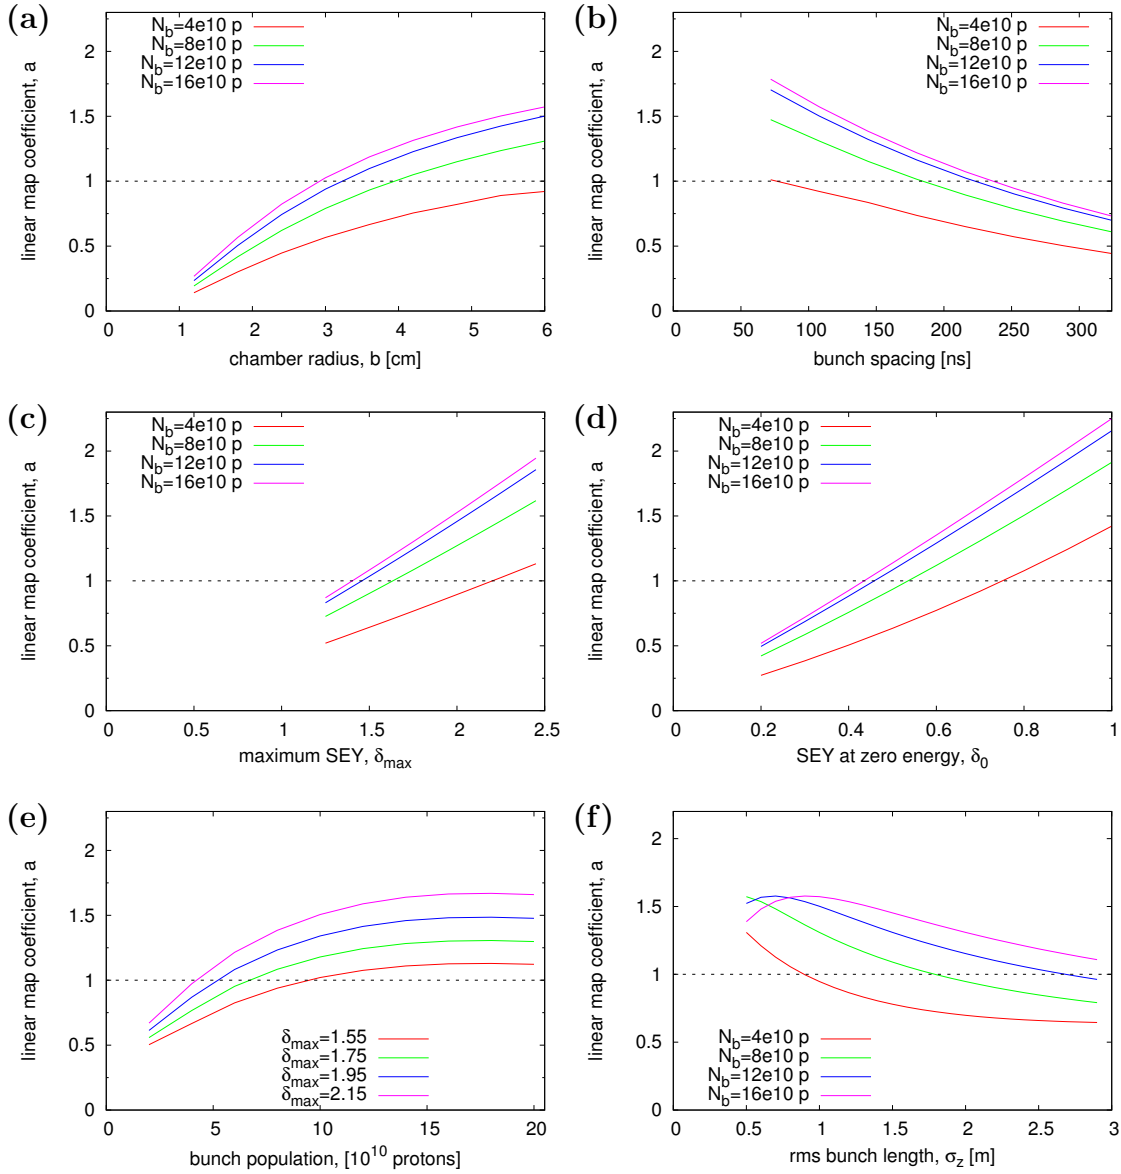 (a)
N_b=4e10 p
N_b=8e10 p
N_b=12e10 p
N_b=16e10 p
linear map coefficient, a
2
1.5
1
0.5
0
0 1 2 3 4 5 6
chamber radius, b [cm]
(b)
N_b=4e10 p
N_b=8e10 p
N_b=12e10 p
N_b=16e10 p
linear map coefficient, a
2
1.5
1
0.5
0
0 50 100 150 200 250 300
bunch spacing [ns]
(c)
N_b=4e10 p
N_b=8e10 p
N_b=12e10 p
N_b=16e10 p
linear map coefficient, a
2
1.5
1
0.5
0
0 0.5 1 1.5 2 2.5
maximum SEY, δ_max
(d)
N_b=4e10 p
N_b=8e10 p
N_b=12e10 p
N_b=16e10 p
linear map coefficient, a
2
1.5
1
0.5
0
0 0.2 0.4 0.6 0.8 1
SEY at zero energy, δ_0
(e)
linear map coefficient, a
2
1.5
1
0.5
0
δ_max=1.55
δ_max=1.75
δ_max=1.95
δ_max=2.15
0 5 10 15 20
bunch population, [10^10 protons]
(f)
linear map coefficient, a
2
1.5
1
0.5
0
N_b=4e10 p
N_b=8e10 p
N_b=12e10 p
N_b=16e10 p
0 0.5 1 1.5 2 2.5 3
rms bunch length, σ_z [m]